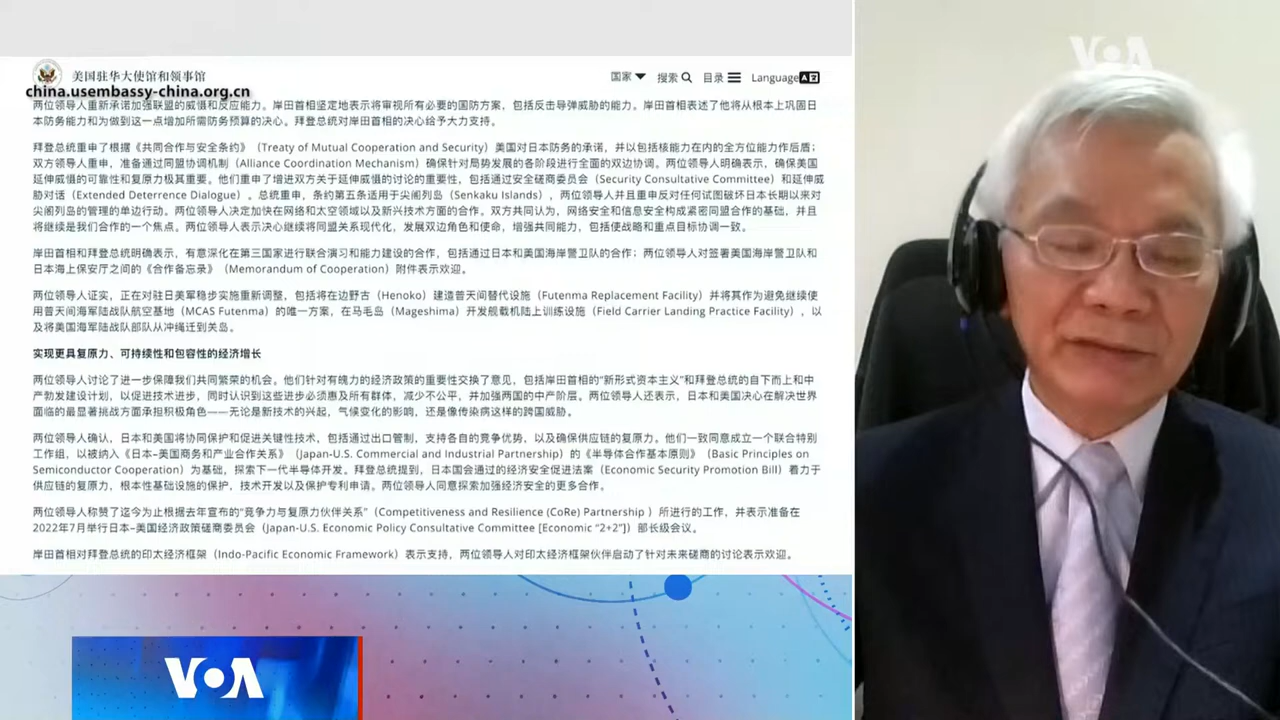 美国驻华大使馆和领事馆
国家 搜索 目录 Language
china.usembassy-china.org.cn
两位领导人重新承诺加强联盟的威慑和反应能力。岸田首相坚定地表示将审视所有必要的国防方案，包括反击导弹威胁的能力。岸田首相表述了他将从根本上巩固日
本防务能力和为做到这一点增加所需防务预算的决心。拜登总统对岸田首相的决心给予大力支持。
拜登总统重申了根据《共同合作与安全条约》（Treaty of Mutual Cooperation and Security）美国对日本防务的承诺，并以包括核能力在内的全方位能力作后盾；
双方领导人重申，准备通过同盟协调机制（Alliance Coordination Mechanism）确保针对局势发展的各阶段进行全面的双边协调。两位领导人明确表示，确保美国
延伸威慑的可靠性和复原力极其重要。他们重申了增进双方关于延伸威慑的讨论的重要性，包括通过安全磋商委员会（Security Consultative Committee）和延伸威
胁对话（Extended Deterrence Dialogue）。总统重申，条约第五条适用于尖阁列岛（Senkaku Islands），两位领导人并且重申反对任何试图破坏日本长期以来对
尖阁列岛的管理的单边行动。两位领导人决定加快在网络和太空领域以及新兴技术方面的合作。双方共同认为，网络安全和信息安全构成紧密同盟合作的基础，并且
将继续是我们合作的一个焦点。两位领导人表示决心继续将同盟关系现代化，发展双边角色和使命，增强共同能力，包括使战略和重点目标协调一致。
岸田首相和拜登总统明确表示，有意深化在第三国家进行联合演习和能力建设的合作，包括通过日本和美国海岸警卫队的合作；两位领导人对签署美国海岸警卫队和
日本海上保安厅之间的《合作备忘录》（Memorandum of Cooperation）附件表示欢迎。
两位领导人证实，正在对驻日美军稳步实施重新调整，包括将在边野古（Henoko）建造普天间替代设施（Futenma Replacement Facility）并将其作为避免继续使
用普天间海军陆战队航空基地（MCAS Futenma）的唯一方案，在马毛岛（Mageshima）开发舰载机陆上训练设施（Field Carrier Landing Practice Facility），以
及将美国海军陆战队部队从冲绳迁到关岛。
实现更具复原力、可持续性和包容性的经济增长
两位领导人讨论了进一步保障我们共同繁荣的机会。他们针对有魄力的经济政策的重要性交换了意见，包括岸田首相的“新形式资本主义”和拜登总统的自下而上和中
产勃发建设计划，以促进技术进步，同时认识到这些进步必须惠及所有群体，减少不公平，并加强两国的中产阶层。两位领导人还表示，日本和美国决心在解决世界
面临的最显著挑战方面承担积极角色——无论是新技术的兴起，气候变化的影响，还是像传染病这样的跨国威胁。
两位领导人确认，日本和美国将协同保护和促进关键性技术，包括通过出口管制，支持各自的竞争优势，以及确保供应链的复原力。他们一致同意成立一个联合特别
工作组，以被纳入《日本–美国商务和产业合作关系》（Japan-U.S. Commercial and Industrial Partnership）的《半导体合作基本原则》（Basic Principles on
Semiconductor Cooperation）为基础，探索下一代半导体开发。拜登总统提到，日本国会通过的经济安全促进法案（Economic Security Promotion Bill）着力于
供应链的复原力，根本性基础设施的保护，技术开发以及保护专利申请。两位领导人同意探索加强经济安全的更多合作。
两位领导人称赞了迄今为止根据去年宣布的“竞争力与复原力伙伴关系”（Competitiveness and Resilience (CoRe) Partnership ）所进行的工作，并表示准备在
2022年7月举行日本–美国经济政策磋商委员会（Japan-U.S. Economic Policy Consultative Committee [Economic “2+2”]）部长级会议。
岸田首相对拜登总统的印太经济框架（Indo-Pacific Economic Framework）表示支持，两位领导人对印太经济框架伙伴启动了针对未来磋商的讨论表示欢迎。
VOA
VOA